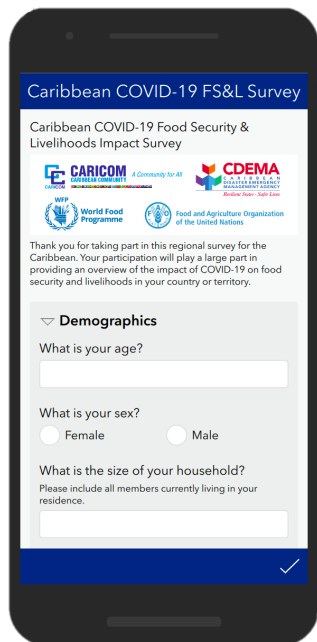 Caribbean COVID-19 FS&L Survey
Caribbean COVID-19 Food Security &
Livelihoods Impact Survey
CARICOM
CARICOM
CARIBBEAN COMMUNITY
A Community for All
CDEMA
CARIBBEAN
DISASTER EMERGENCY
MANAGEMENT AGENCY
Resilient States - Safer Lives
WFP
World Food
Programme
FAO
Food and Agriculture Organization
of the United Nations
Thank you for taking part in this regional survey for the
Caribbean. Your participation will play a large part in
providing an overview of the impact of COVID-19 on food
security and livelihoods in your country or territory.
Demographics
What is your age?
What is your sex?
Female Male
What is the size of your household?
Please include all members currently living in your
residence.